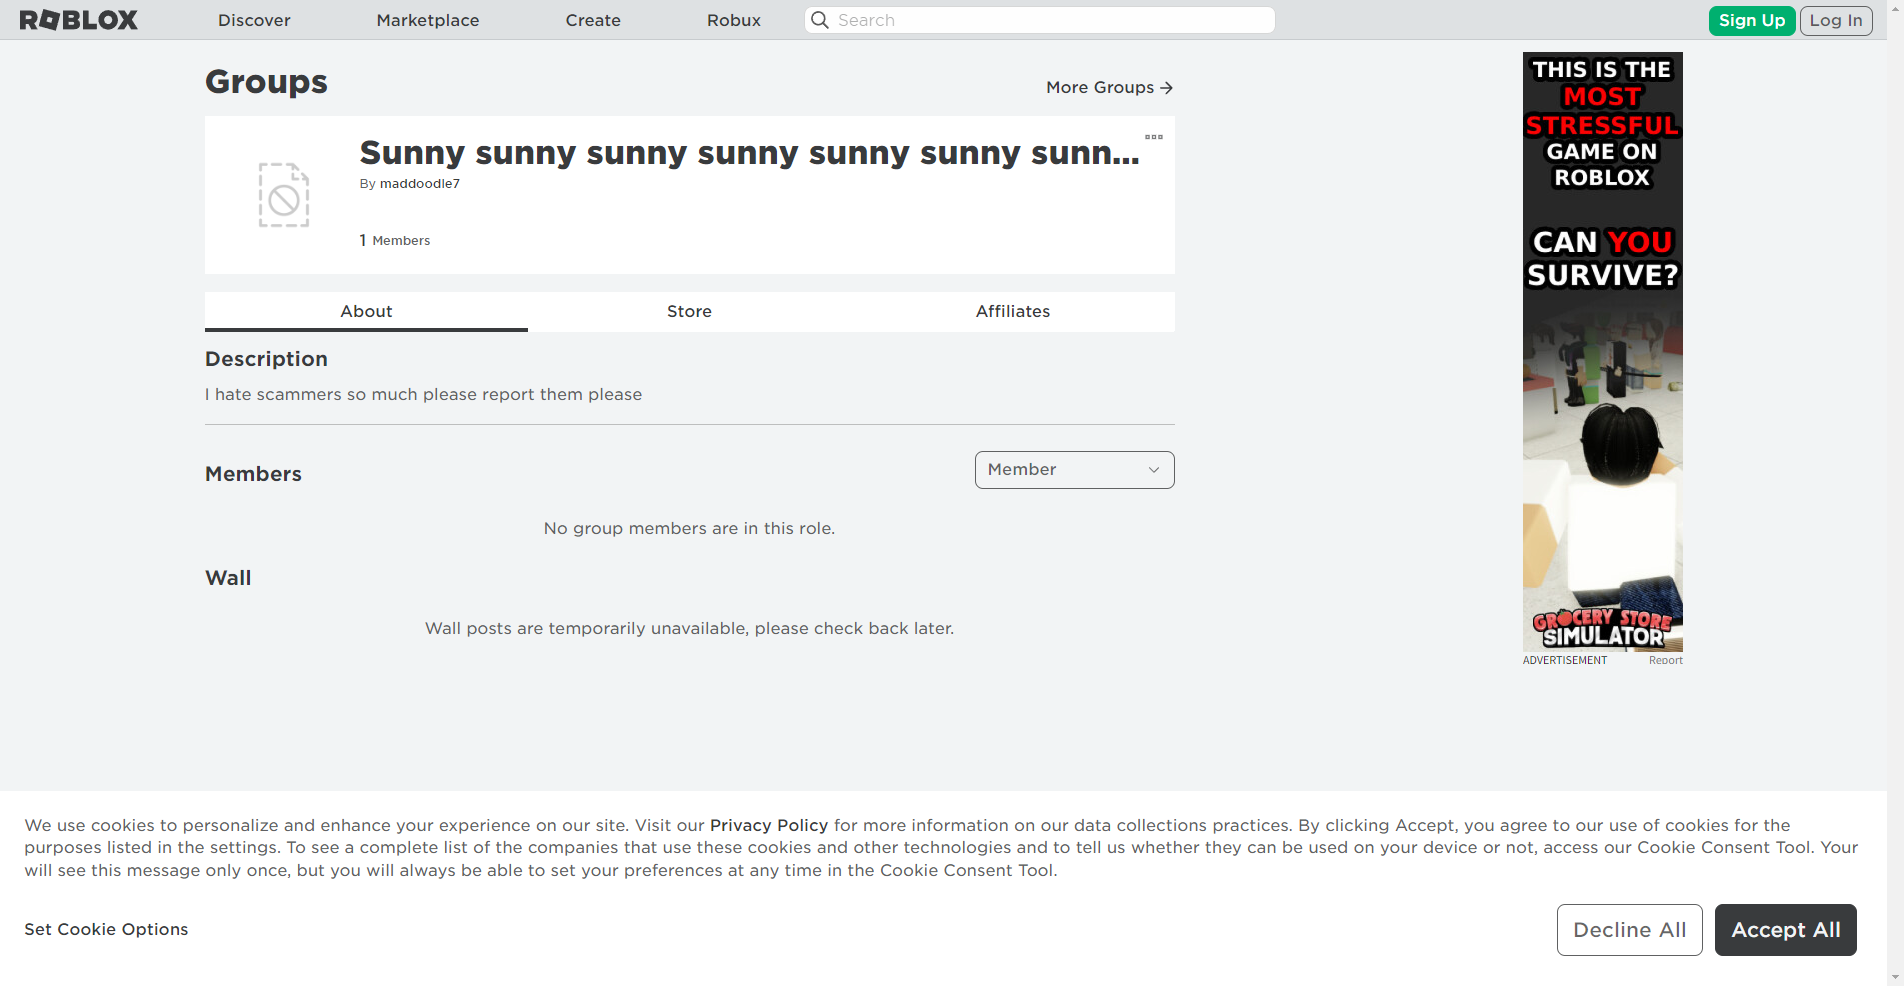 ROBLOX
Discover
Marketplace
Create
Robux
Search
Sign Up
Log In
Groups
More Groups
Sunny sunny sunny sunny sunny sunny sunn...
By maddoodle7
1 Members
About
Store
Affiliates
Description
I hate scammers so much please report them please
Members
Member
No group members are in this role.
Wall
Wall posts are temporarily unavailable, please check back later.
THIS IS THE
MOST
STRESSFUL
GAME ON
ROBLOX
CAN YOU
SURVIVE?
GROCERY STORE
SIMULATOR
ADVERTISEMENT
Report
We use cookies to personalize and enhance your experience on our site. Visit our Privacy Policy for more information on our data collections practices. By clicking Accept, you agree to our use of cookies for the
purposes listed in the settings. To see a complete list of the companies that use these cookies and other technologies and to tell us whether they can be used on your device or not, access our Cookie Consent Tool. Your
will see this message only once, but you will always be able to set your preferences at any time in the Cookie Consent Tool.
Set Cookie Options
Decline All
Accept All